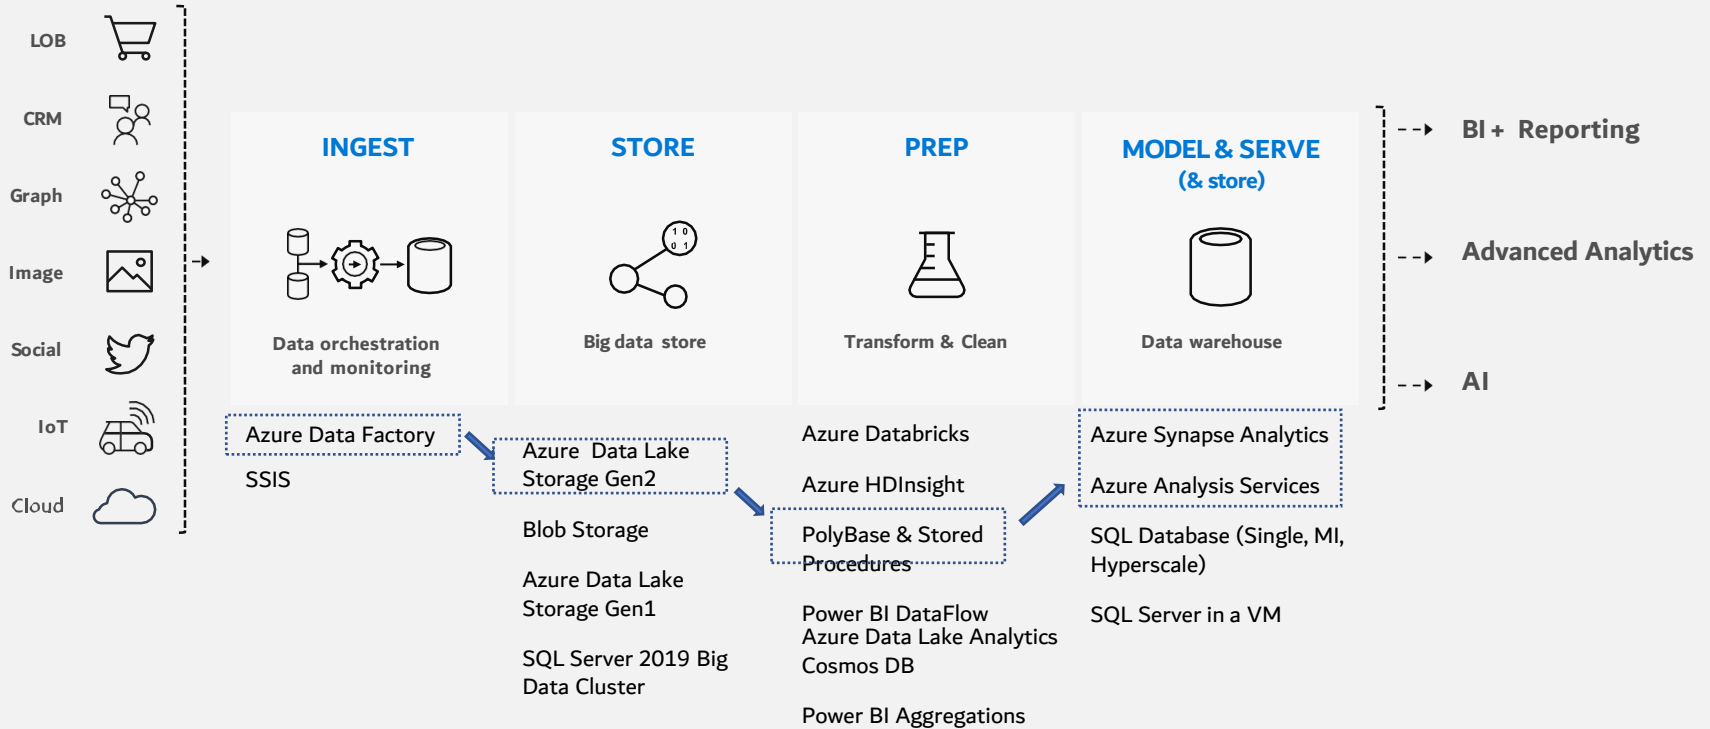 LOB
CRM
Graph
Image
Social
IoT
Cloud
INGEST
Data orchestration
and monitoring
Azure Data Factory
SSIS
STORE
10
01
Big data store
Azure Data Lake
Storage Gen2
Blob Storage
Azure Data Lake
Storage Gen1
SQL Server 2019 Big
Data Cluster
PREP
Transform & Clean
Azure Databricks
Azure HDInsight
PolyBase & Stored
Procedures
Power BI DataFlow
Azure Data Lake Analytics
Cosmos DB
Power BI Aggregations
MODEL & SERVE
(& store)
Data warehouse
Azure Synapse Analytics
Azure Analysis Services
SQL Database (Single, MI,
Hyperscale)
SQL Server in a VM
BI + Reporting
Advanced Analytics
AI